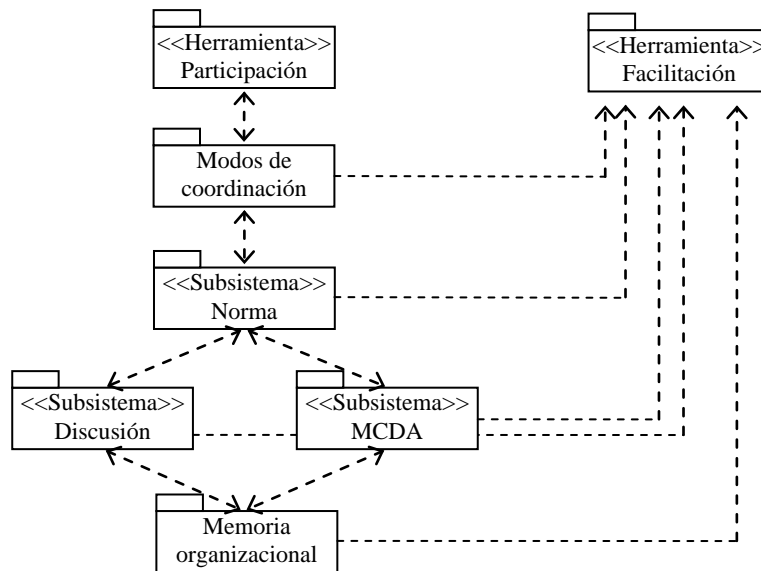 <<Herramienta>>
Participación
<<Herramienta>>
Facilitación
Modos de
coordinación
<<Subsistema>>
Norma
<<Subsistema>>
Discusión
<<Subsistema>>
MCDA
Memoria
organizacional